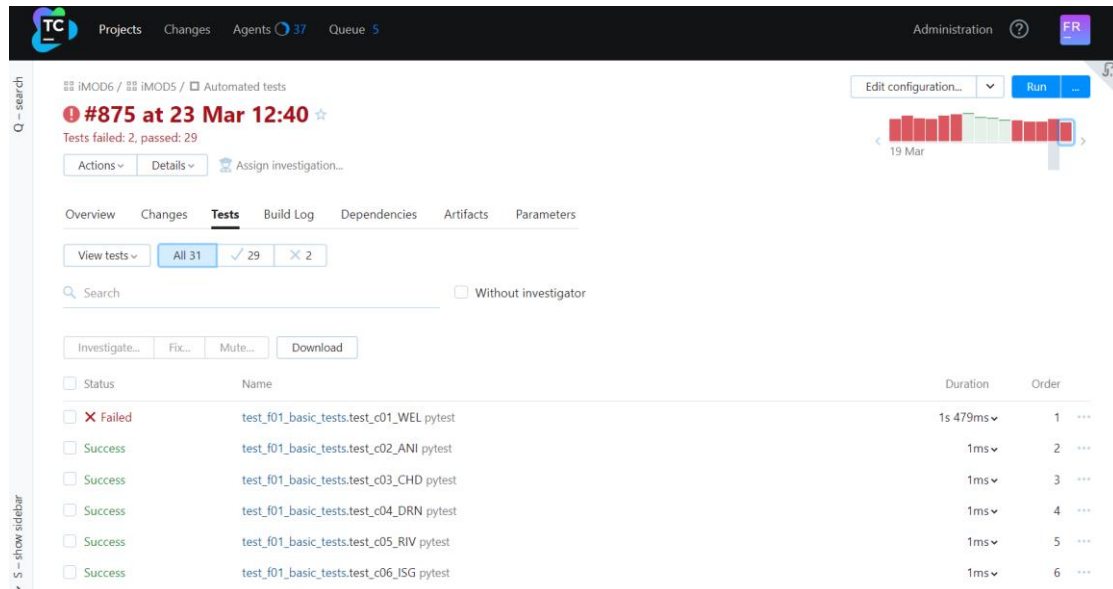 TC Projects Changes Agents 37 Queue 5 Administration ? FR
Q – search
iMOD6 / iMOD5 / Automated tests Edit configuration... Run ...
#875 at 23 Mar 12:40
Tests failed: 2, passed: 29
19 Mar
Actions Details Assign investigation...
Overview Changes Tests Build Log Dependencies Artifacts Parameters
View tests All 31 29 2
Search Without investigator
Investigate... Fix... Mute... Download
Status Name Duration Order
Failed test_f01_basic_tests.test_c01_WEL pytest 1s 479ms 1 ...
Success test_f01_basic_tests.test_c02_ANI pytest 1ms 2 ...
Success test_f01_basic_tests.test_c03_CHD pytest 1ms 3 ...
Success test_f01_basic_tests.test_c04_DRN pytest 1ms 4 ...
Success test_f01_basic_tests.test_c05_RIV pytest 1ms 5 ...
Success test_f01_basic_tests.test_c06_ISG pytest 1ms 6 ...
S – show sidebar